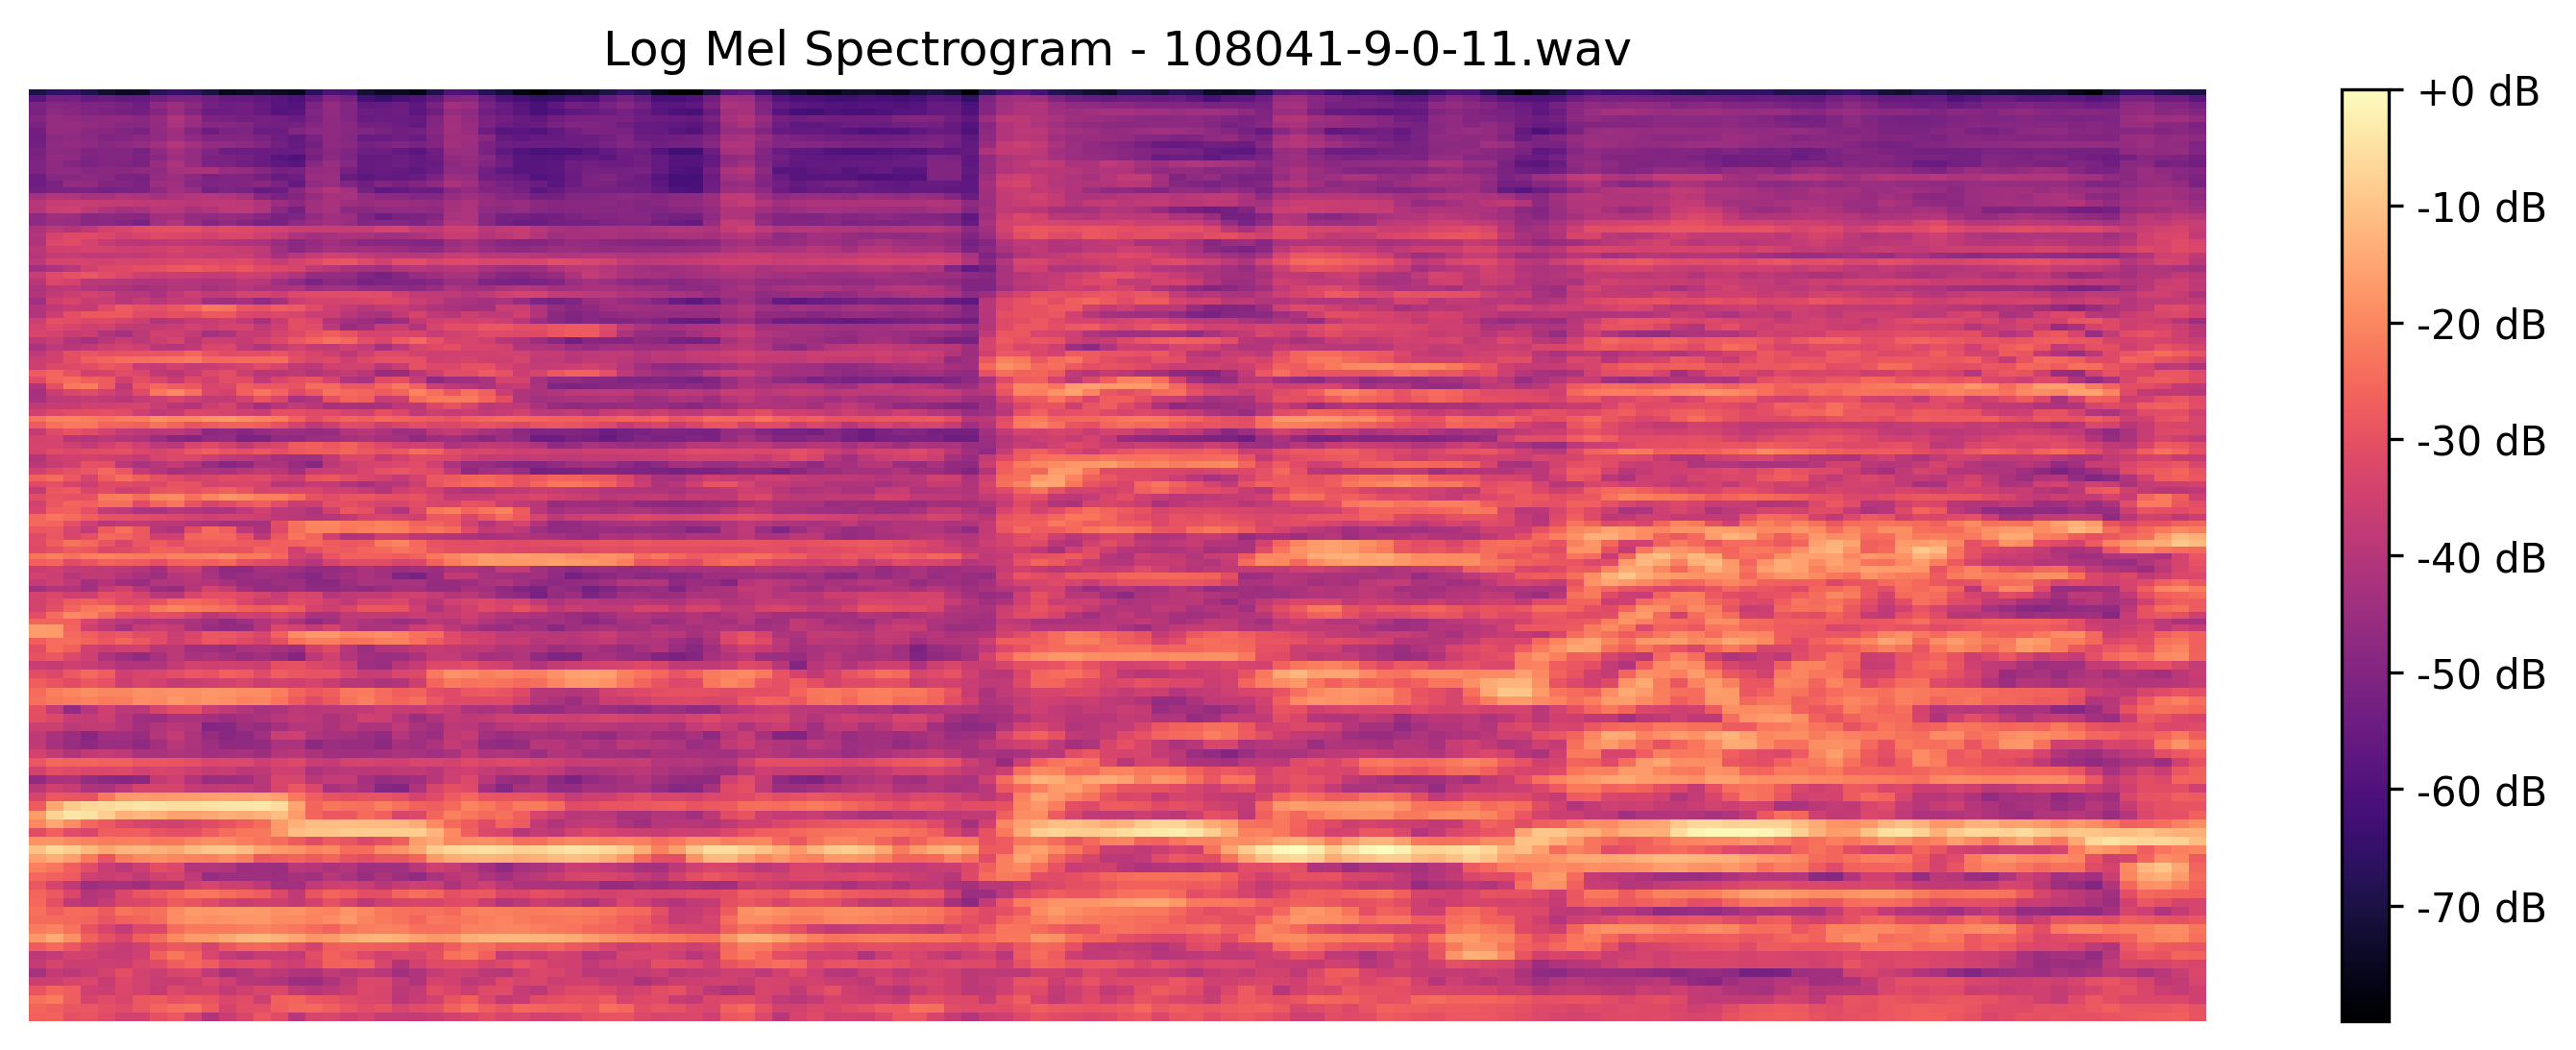 Log Mel Spectrogram - 108041-9-0-11.wav
+0 dB
-10 dB
-20 dB
-30 dB
-40 dB
-50 dB
-60 dB
-70 dB